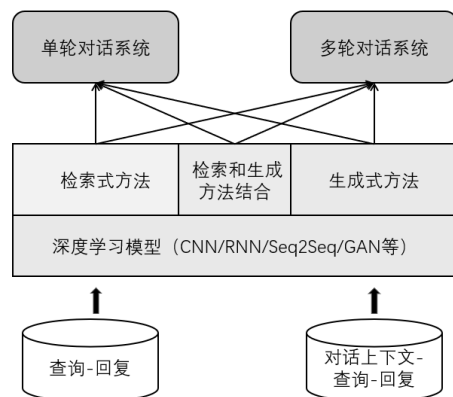 单轮对话系统
多轮对话系统
检索式方法
检索和生成
方法结合
生成式方法
深度学习模型（CNN/RNN/Seq2Seq/GAN等）
查询-回复
对话上下文-
查询-回复